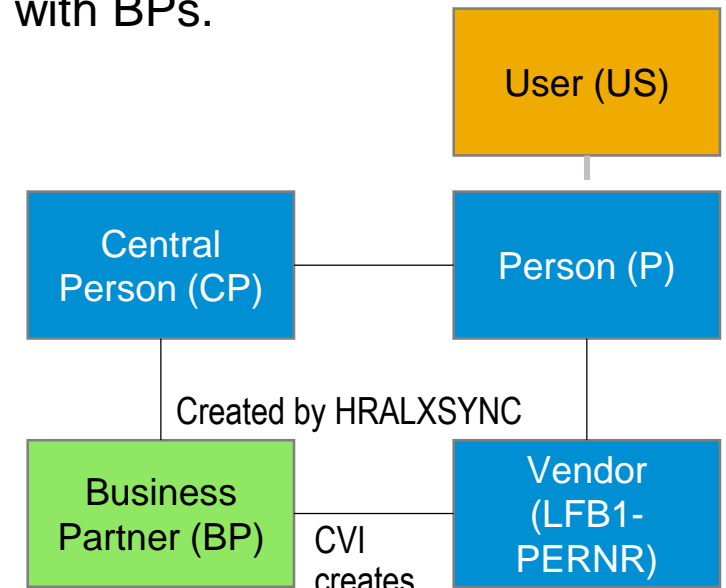 with BPs.
User (US)
Central
Person (CP)
Person (P)
Created by HRALXSYNC
Business
Partner (BP)
CVI
creates
Vendor
(LFB1-
PERNR)